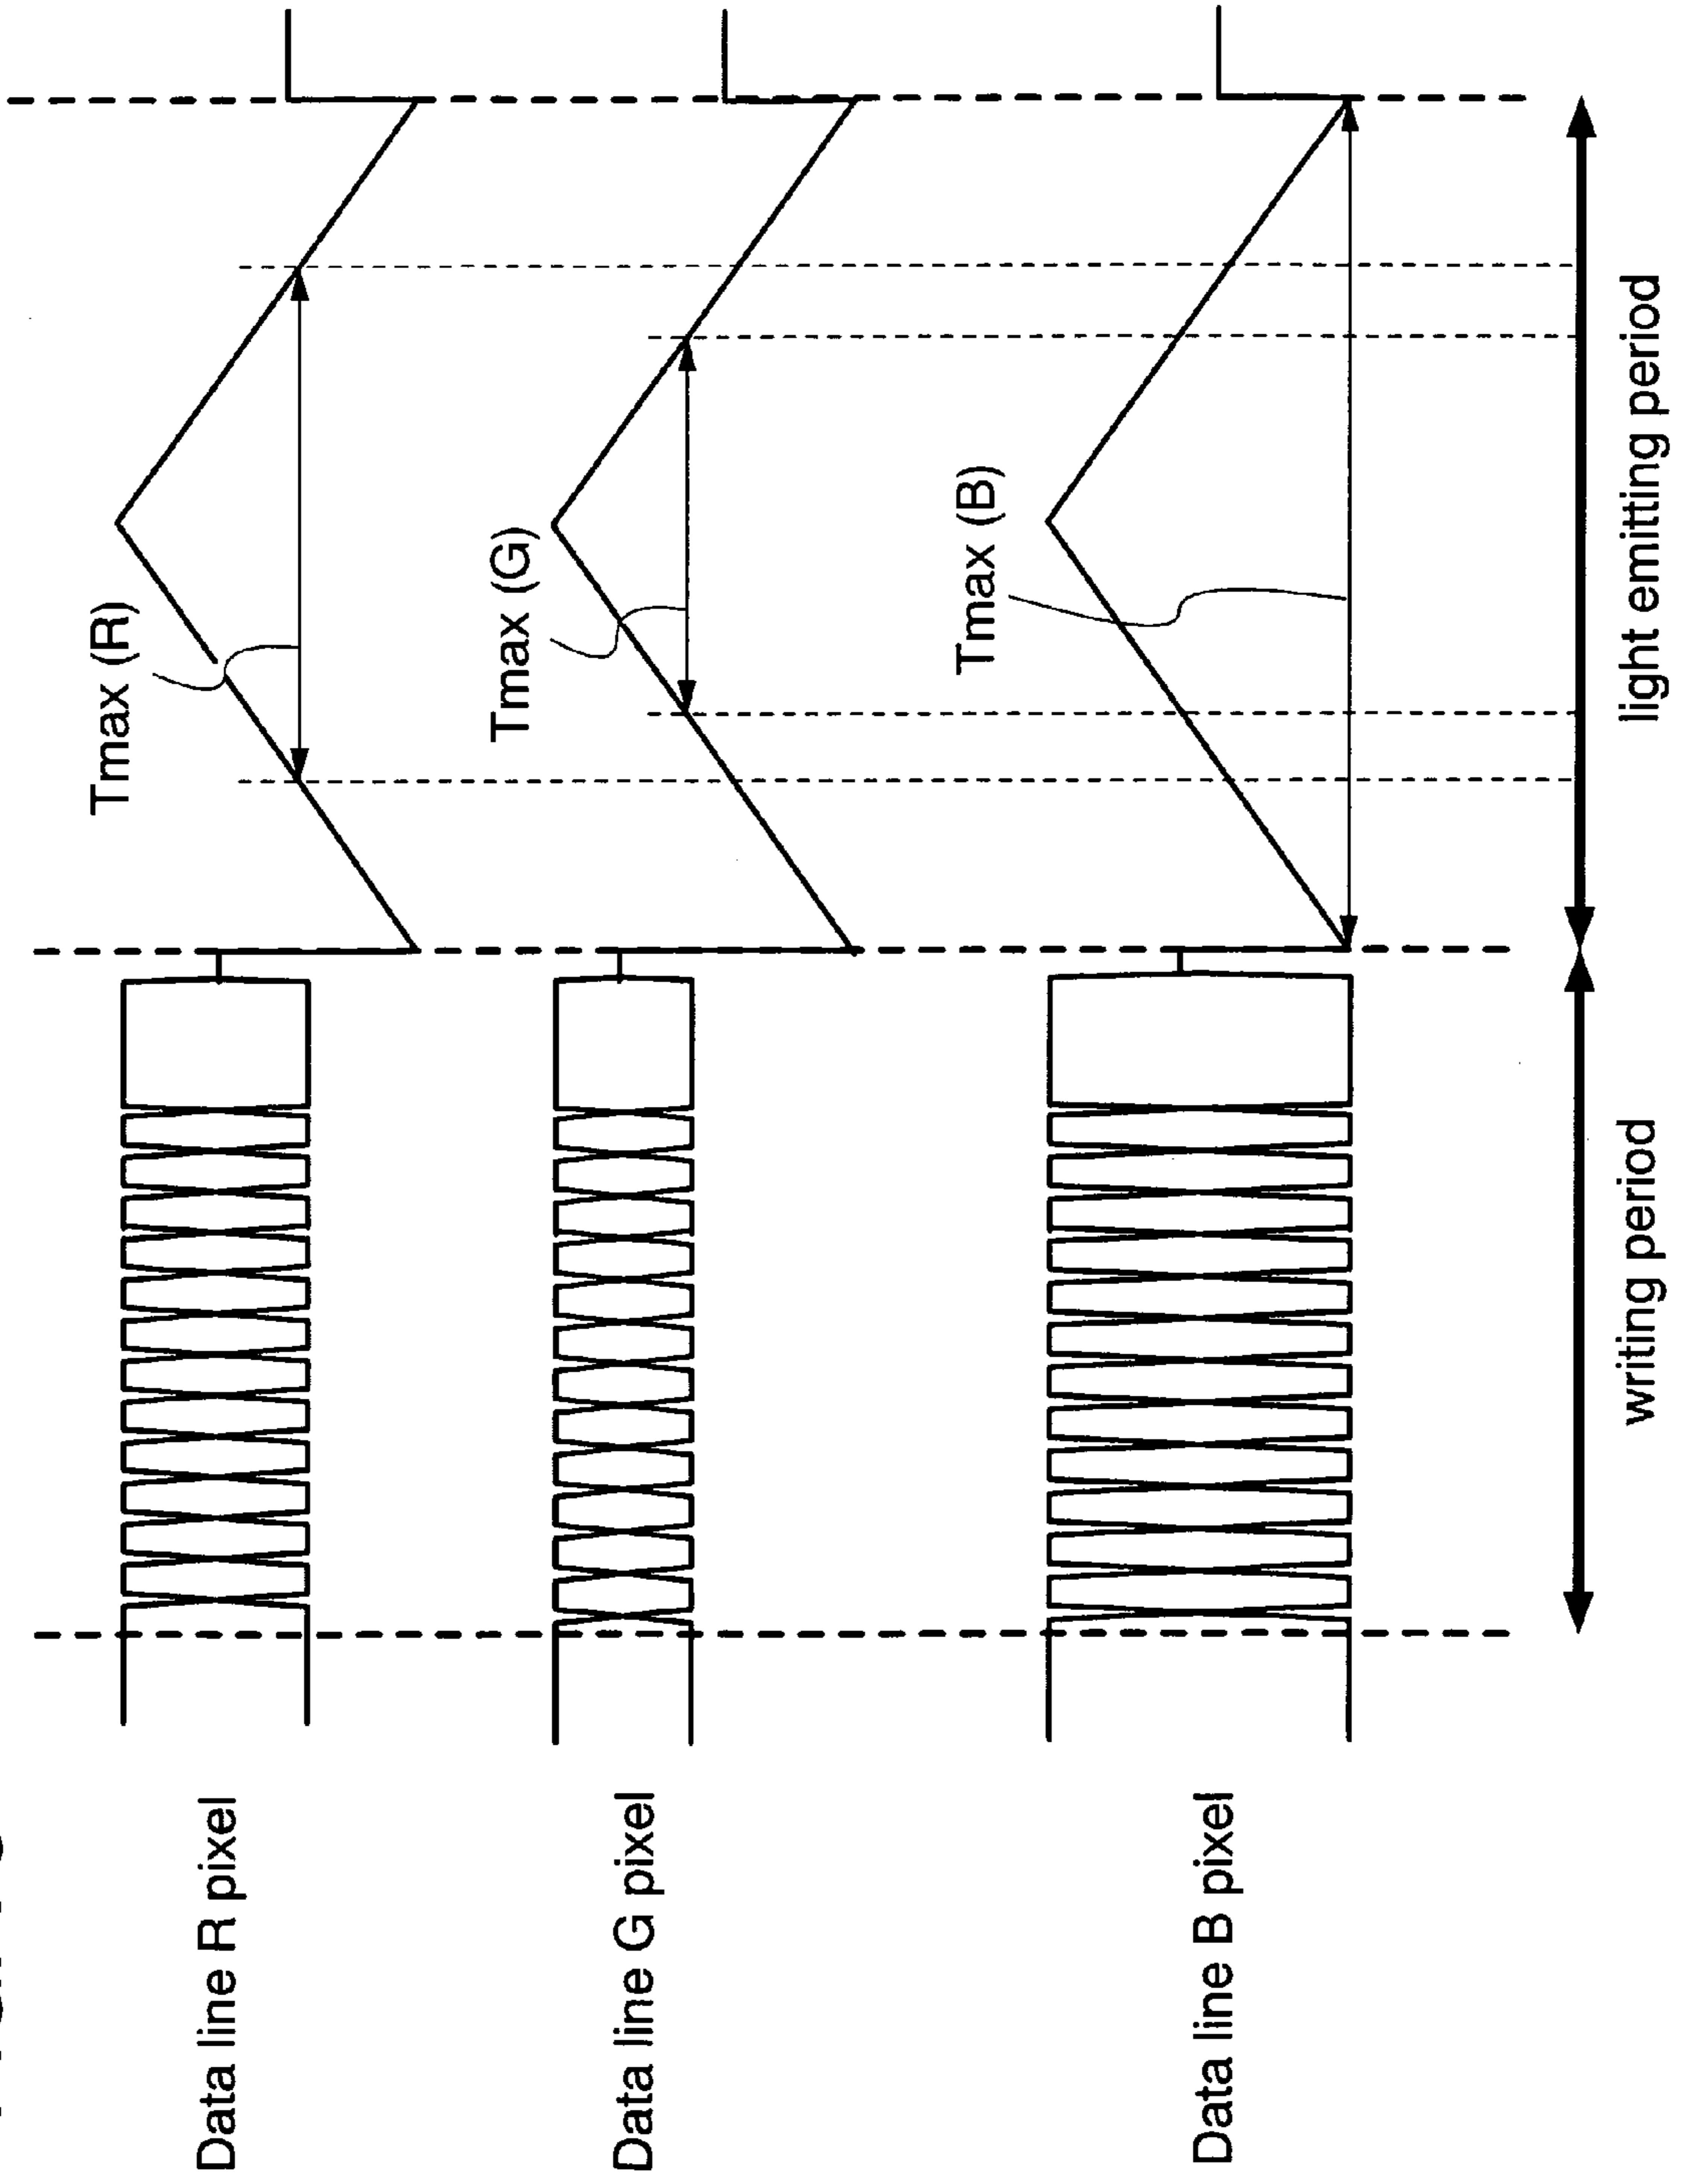 Data line R pixel
Tmax (R)
Data line G pixel
Tmax (G)
Data line B pixel
Tmax (B)
writing period
light emitting period